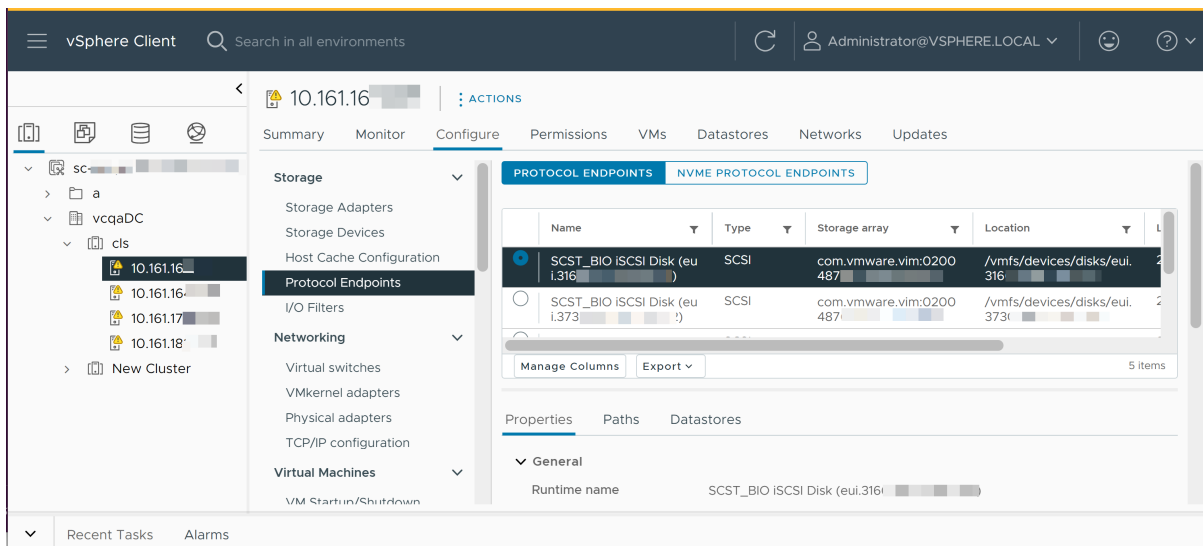 vSphere Client
Search in all environments
Administrator@VSPHERE.LOCAL
10.161.16
ACTIONS
Summary Monitor Configure Permissions VMs Datastores Networks Updates
sc-
a
vcqaDC
cls
10.161.16
10.161.16
10.161.17
10.161.18
New Cluster
Storage
Storage Adapters
Storage Devices
Host Cache Configuration
Protocol Endpoints
I/O Filters
Networking
Virtual switches
VMkernel adapters
Physical adapters
TCP/IP configuration
Virtual Machines
VM Startup/Shutdown
PROTOCOL ENDPOINTS NVME PROTOCOL ENDPOINTS
Name Type Storage array Location L
SCST_BIO iSCSI Disk (eu SCSI com.vmware.vim:0200 /vmfs/devices/disks/eui. 2
i.316 ) 487 316
SCST_BIO iSCSI Disk (eu SCSI com.vmware.vim:0200 /vmfs/devices/disks/eui. 2
i.373 2) 487 373
Manage Columns Export 5 items
Properties Paths Datastores
General
Runtime name SCST_BIO iSCSI Disk (eui.316 )
Recent Tasks Alarms